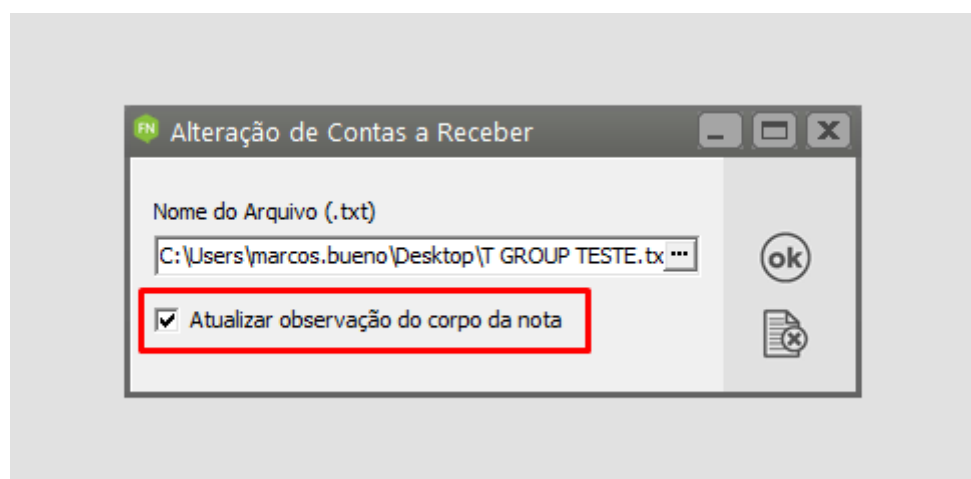 FN Alteração de Contas a Receber
Nome do Arquivo (.txt)
C:\Users\marcos.bueno\Desktop\T GROUP TESTE.tx ...
ok
Atualizar observação do corpo da nota